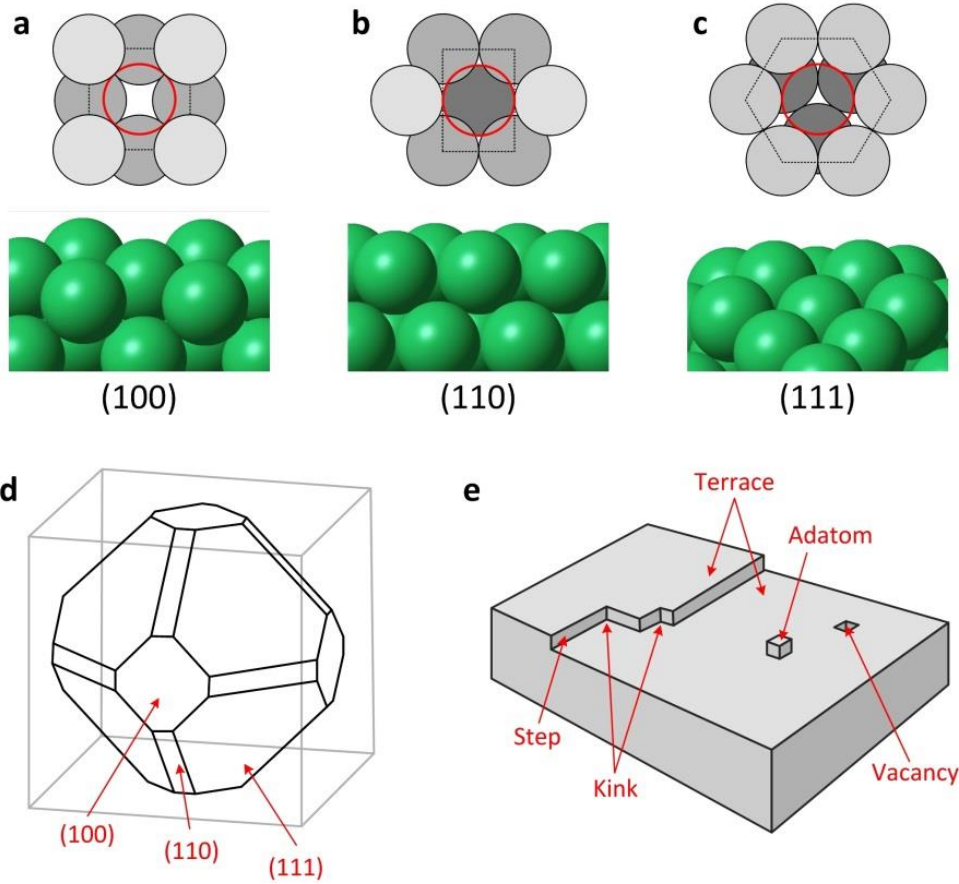 a
b
c
(100)
(110)
(111)
d
e
Terrace
Adatom
Step
Kink
Vacancy
(100)
(110)
(111)